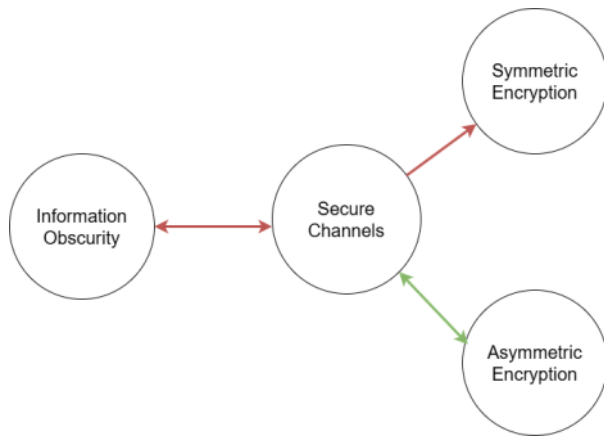 Symmetric
Encryption
Information
Obscurity
Secure
Channels
Asymmetric
Encryption